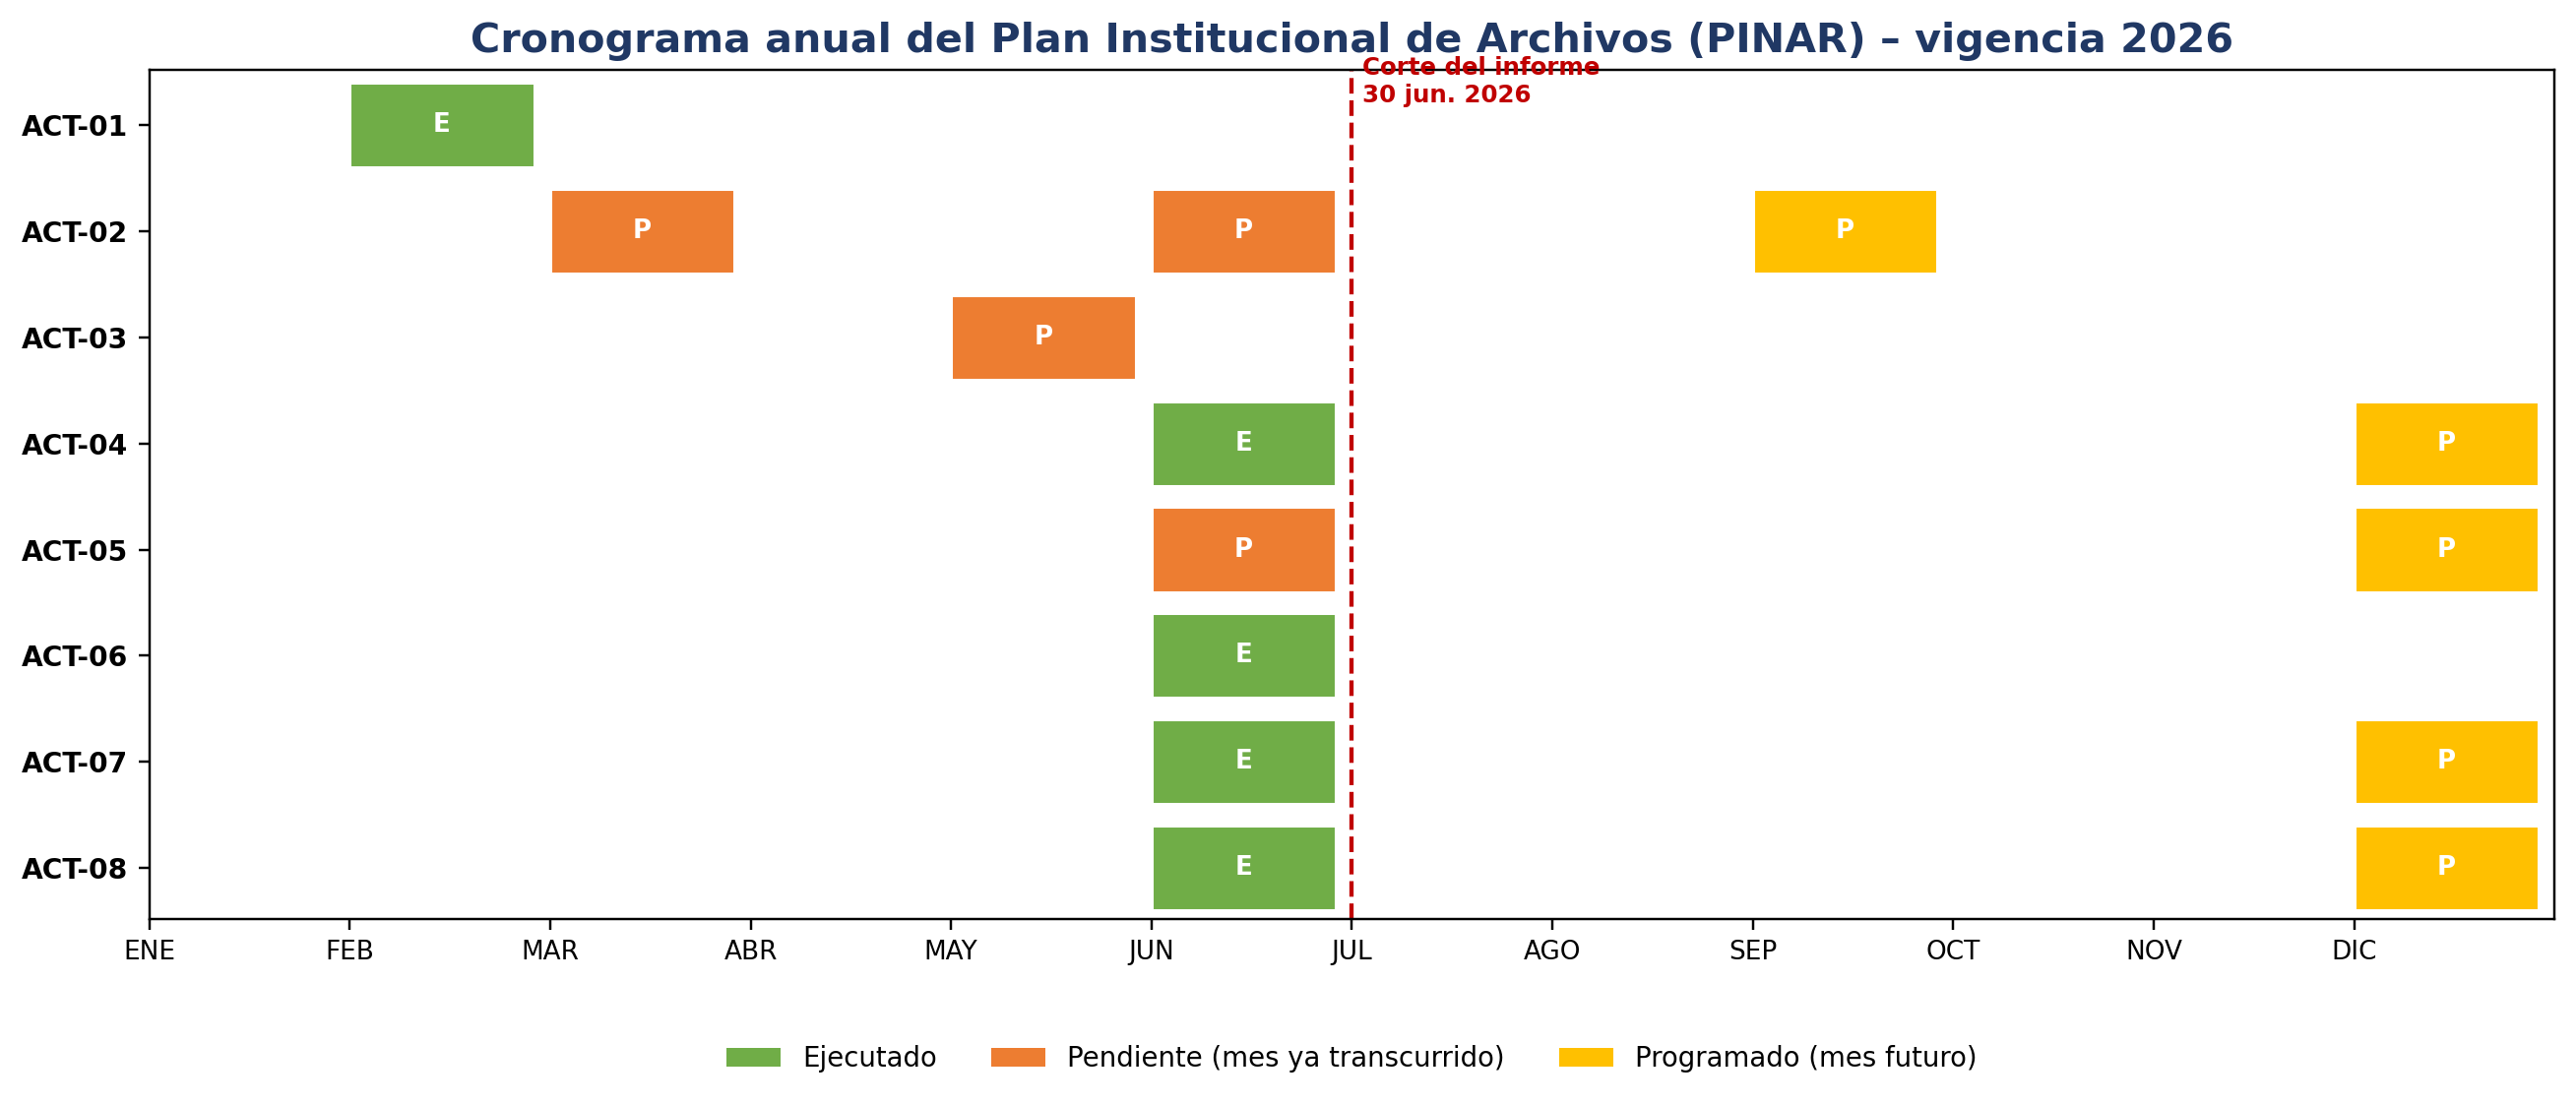 Cronograma anual del Plan Institucional de Archivos (PINAR) – vigencia 2026
Corte del informe
30 jun. 2026
ACT-01
E
ACT-02
P
P
P
ACT-03
P
ACT-04
E
P
ACT-05
P
P
ACT-06
E
ACT-07
E
P
ACT-08
E
P
ENE FEB MAR ABR MAY JUN JUL AGO SEP OCT NOV DIC
Ejecutado
Pendiente (mes ya transcurrido)
Programado (mes futuro)